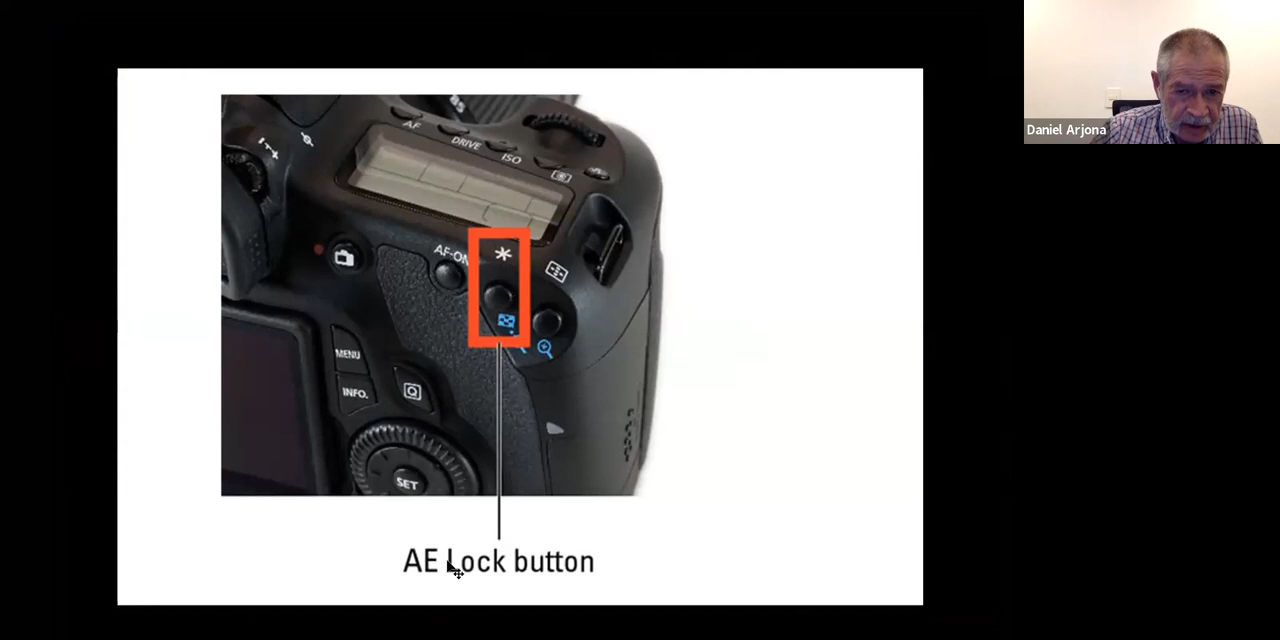 AF
DRIVE
ISO
AF-ON
MENU
INFO.
Q
SET
AE Lock button
Daniel Arjona